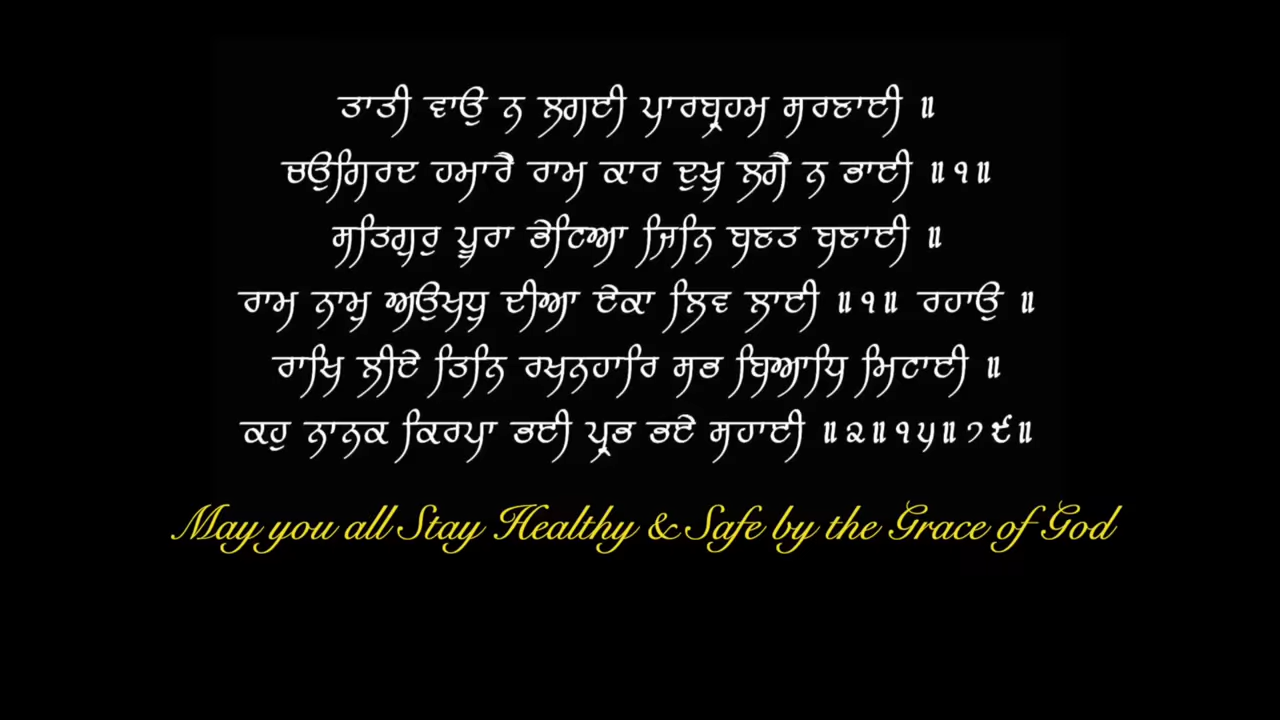 ਤਾਤੀ ਵਾਉ ਨ ਲਗਈ ਪਾਰਬ੍ਰਹਮ ਸਰਣਾਈ ॥
ਚਉਗਿਰਦ ਹਮਾਰੈ ਰਾਮ ਕਾਰ ਦੁਖੁ ਲਗੈ ਨ ਭਾਈ ॥੧॥
ਸਤਿਗੁਰੁ ਪੂਰਾ ਭੇਟਿਆ ਜਿਨਿ ਬਣਤ ਬਣਾਈ ॥
ਰਾਮ ਨਾਮੁ ਅਉਖਧੁ ਦੀਆ ਏਕਾ ਲਿਵ ਲਾਈ ॥੧॥ ਰਹਾਉ ॥
ਰਾਖਿ ਲੀਏ ਤਿਨਿ ਰਖਨਹਾਰਿ ਸਭ ਬਿਆਧਿ ਮਿਟਾਈ ॥
ਕਹੁ ਨਾਨਕ ਕਿਰਪਾ ਭਈ ਪ੍ਰਭ ਭਏ ਸਹਾਈ ॥੨॥੧੫॥੭੯॥
May you all Stay Healthy & Safe by the Grace of God